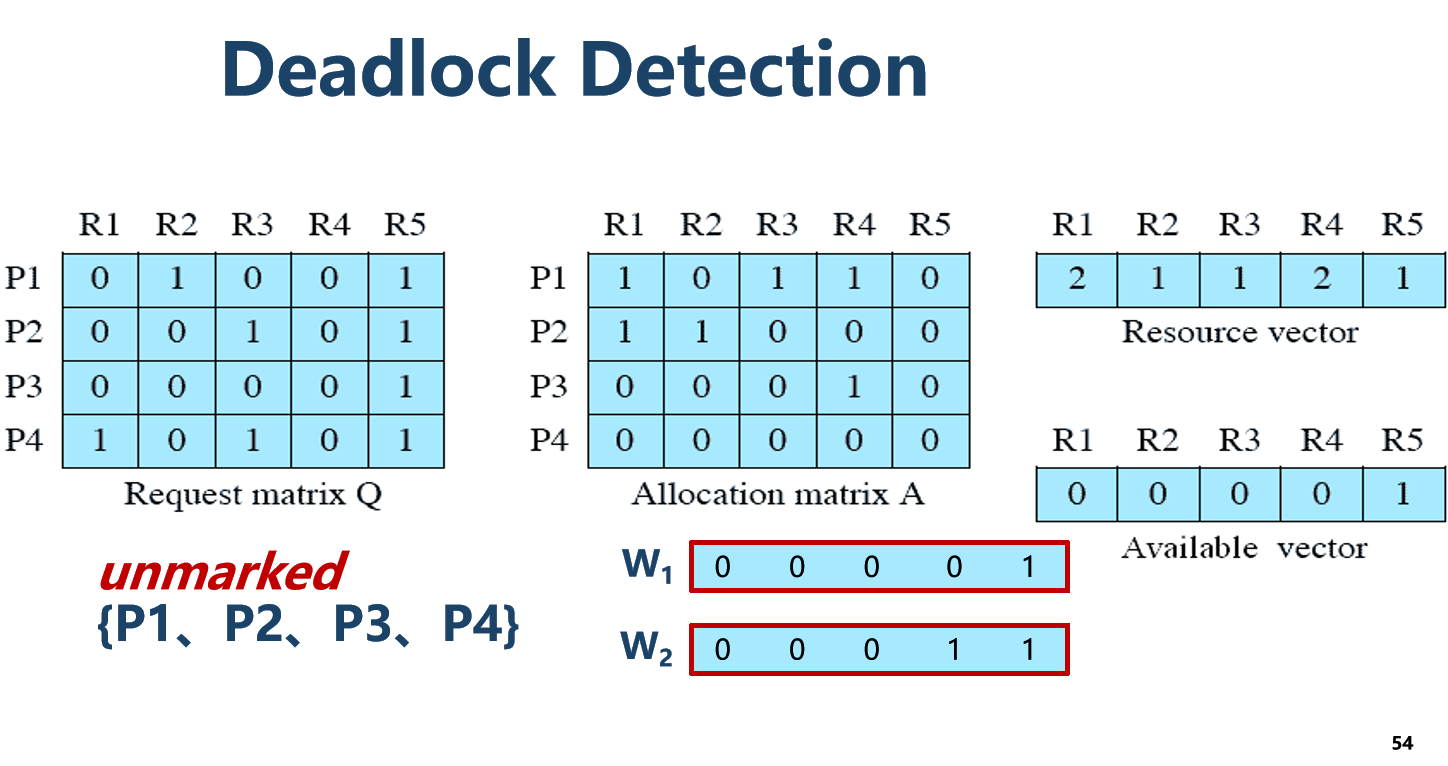 Deadlock Detection
R1 R2 R3 R4 R5
P1 0 1 0 0 1
P2 0 0 1 0 1
P3 0 0 0 0 1
P4 1 0 1 0 1
Request matrix Q
R1 R2 R3 R4 R5
P1 1 0 1 1 0
P2 1 1 0 0 0
P3 0 0 0 1 0
P4 0 0 0 0 0
Allocation matrix A
R1 R2 R3 R4 R5
2 1 1 2 1
Resource vector
R1 R2 R3 R4 R5
0 0 0 0 1
Available vector
unmarked
{P1、P2、P3、P4}
W₁ 0 0 0 0 1
W₂ 0 0 0 1 1
54